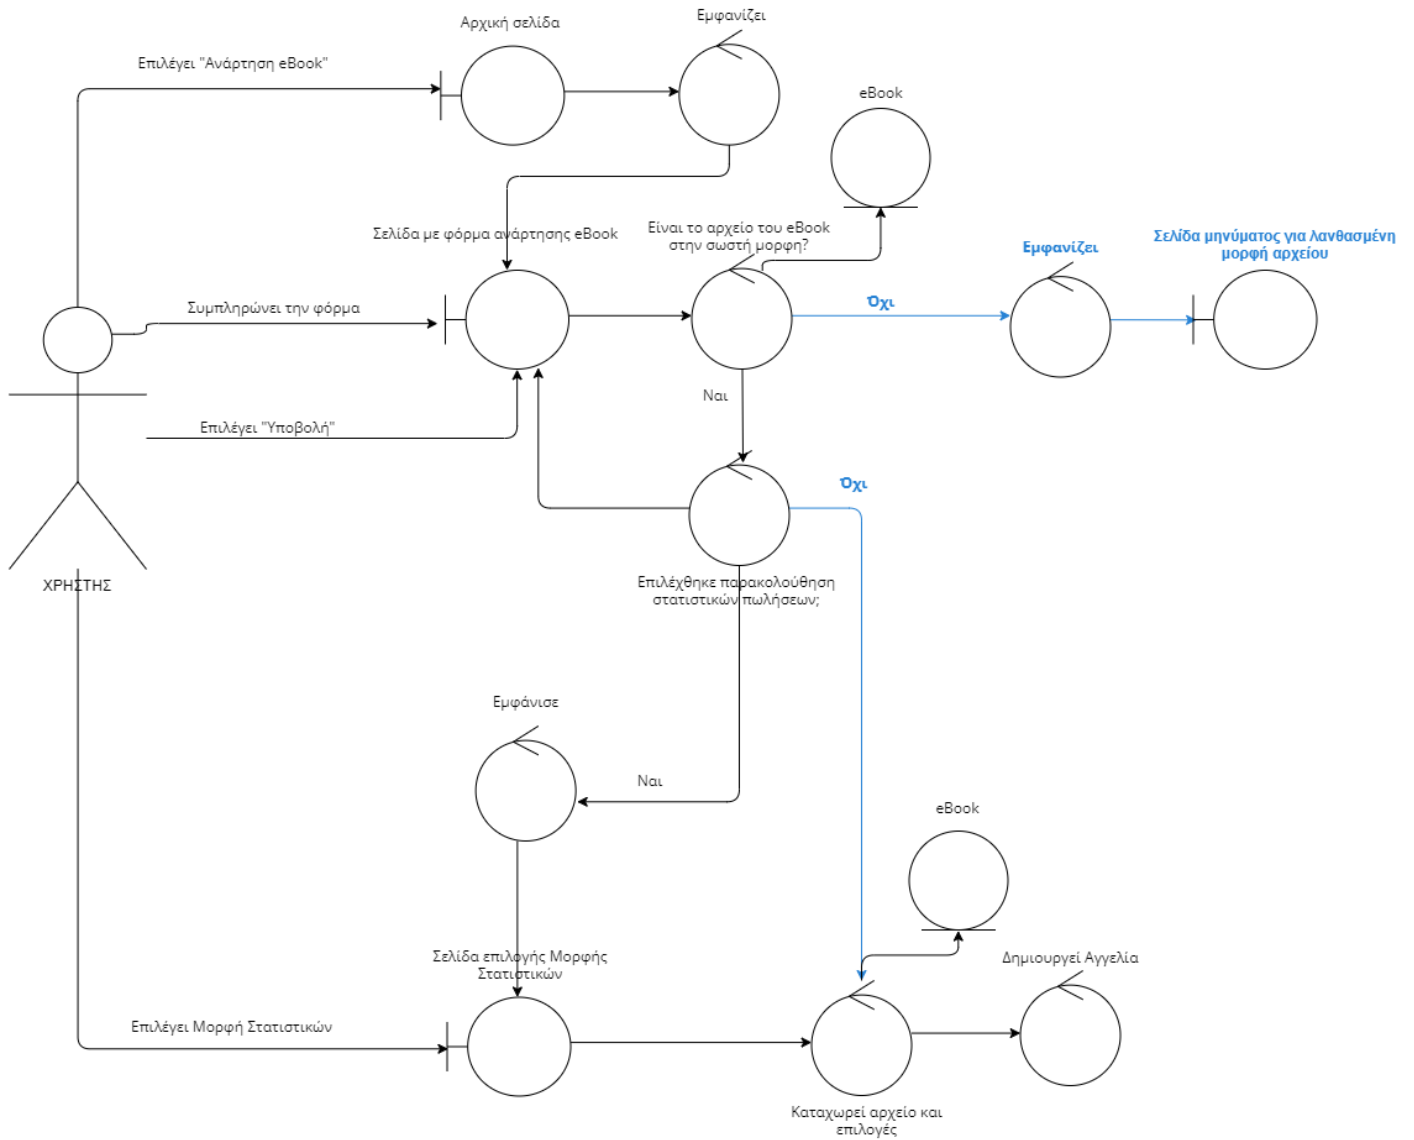 Αρχική σελίδα
Εμφανίζει
Επιλέγει "Ανάρτηση eBook"
eBook
Σελίδα με φόρμα ανάρτησης eBook
Είναι το αρχείο του eBook
στην σωστή μορφη?
Εμφανίζει
Σελίδα μηνύματος για λανθασμένη
μορφή αρχείου
Συμπληρώνει την φόρμα
Όχι
Ναι
Επιλέγει "Υποβολή"
Όχι
ΧΡΗΣΤΗΣ
Επιλέχθηκε παρακολούθηση
στατιστικών πωλήσεων;
Εμφάνισε
Ναι
eBook
Σελίδα επιλογής Μορφής
Στατιστικών
Δημιουργεί Αγγελία
Επιλέγει Μορφή Στατιστικών
Καταχωρεί αρχείο και
επιλογές